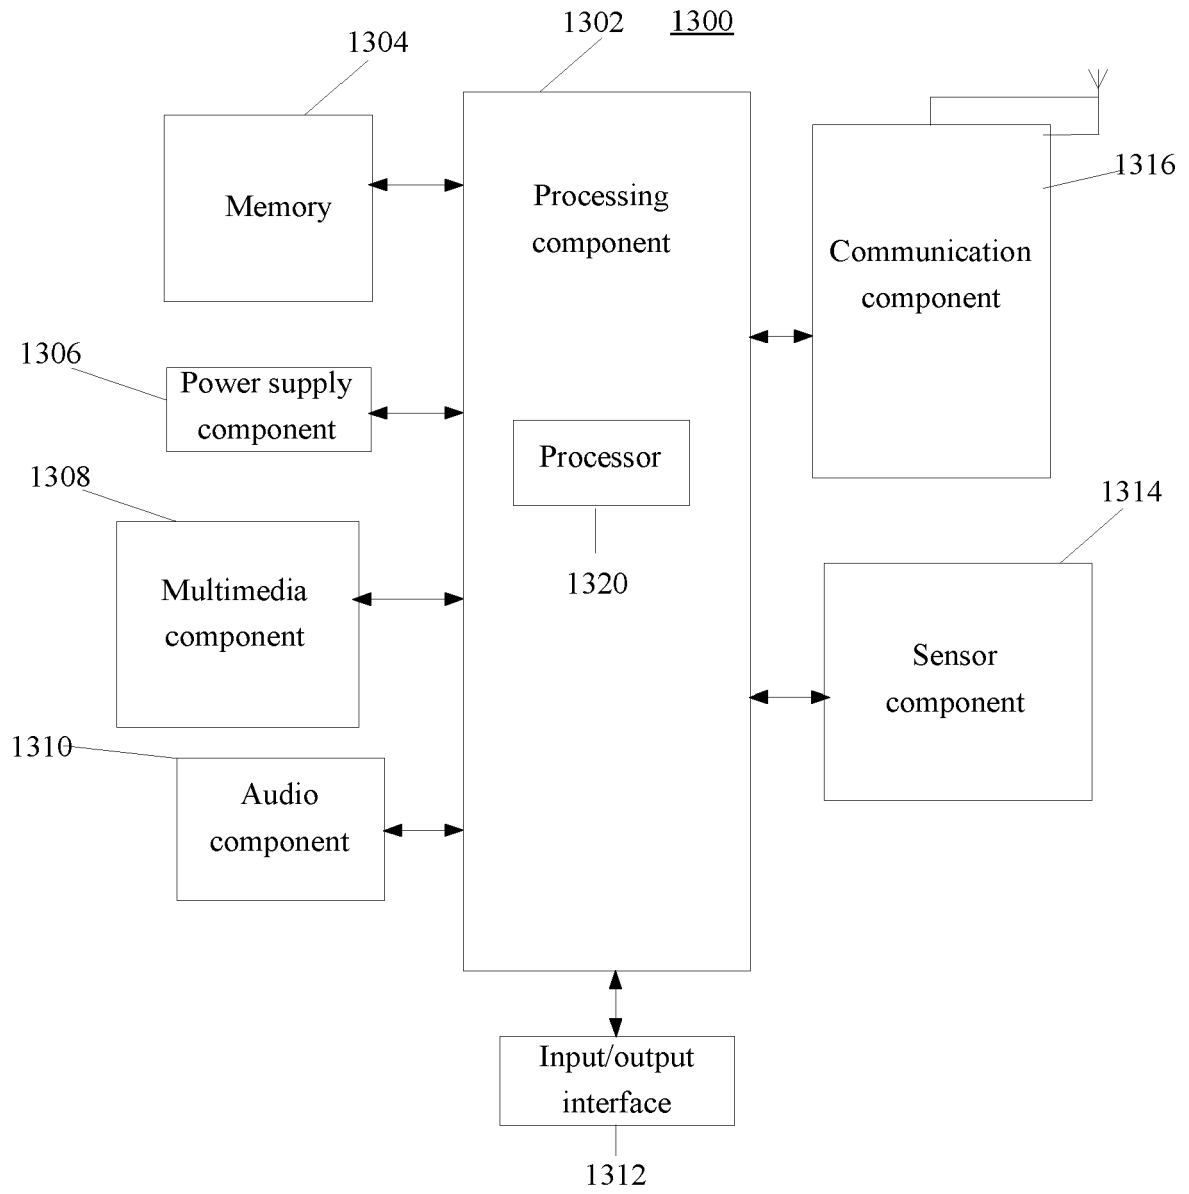 1302
1300
1304
Memory
Processing
component
1316
Communication
component
1306
Power supply
component
Processor
1320
1308
Multimedia
component
1314
Sensor
component
1310
Audio
component
Input/output
interface
1312